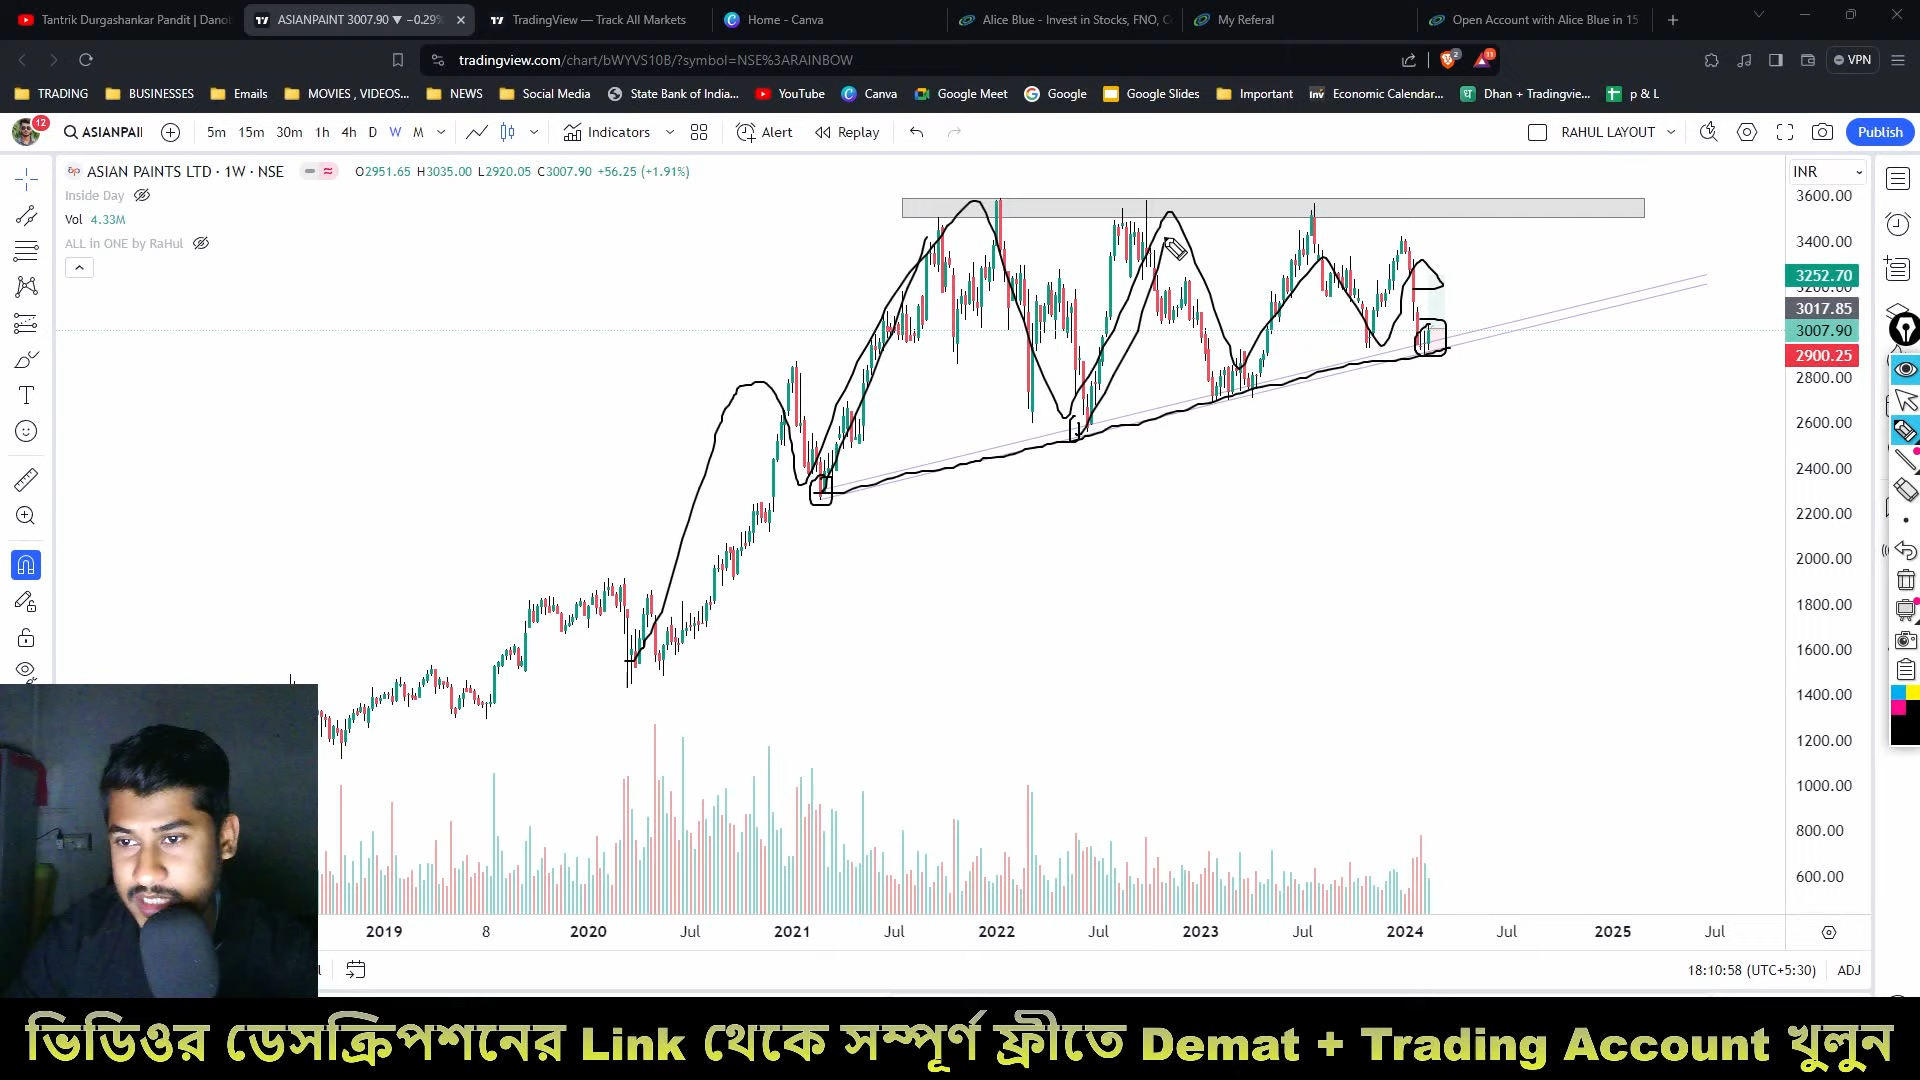 Tantrik Durgashankar Pandit | Danob
ASIANPAINT 3007.90 ▼ −0.29%
TradingView — Track All Markets
Home - Canva
Alice Blue - Invest in Stocks, FNO, C
My Referal
Open Account with Alice Blue in 15
tradingview.com/chart/bWYVS10B/?symbol=NSE%3ARAINBOW
2
11
VPN
TRADING
BUSINESSES
Emails
MOVIES , VIDEOS...
NEWS
Social Media
State Bank of India...
YouTube
Canva
Google Meet
Google
Google Slides
Important
Economic Calendar...
Dhan + Tradingvie...
p & L
12
ASIANPAI
5m 15m 30m 1h 4h D W M
Indicators
Alert
Replay
RAHUL LAYOUT
Publish
ASIAN PAINTS LTD · 1W · NSE
O2951.65 H3035.00 L2920.05 C3007.90 +56.25 (+1.91%)
INR
Inside Day
Vol 4.33M
ALL in ONE by RaHul
3600.00
3400.00
3252.70
3200.00
3017.85
3007.90
2900.25
2800.00
2600.00
2400.00
2200.00
2000.00
1800.00
1600.00
1400.00
1200.00
1000.00
800.00
600.00
2019 8 2020 Jul 2021 Jul 2022 Jul 2023 Jul 2024 Jul 2025 Jul
18:10:58 (UTC+5:30) ADJ
ভিডিওর ডেসক্রিপশনের Link থেকে সম্পূর্ণ ফ্রীতে Demat + Trading Account খুলুন